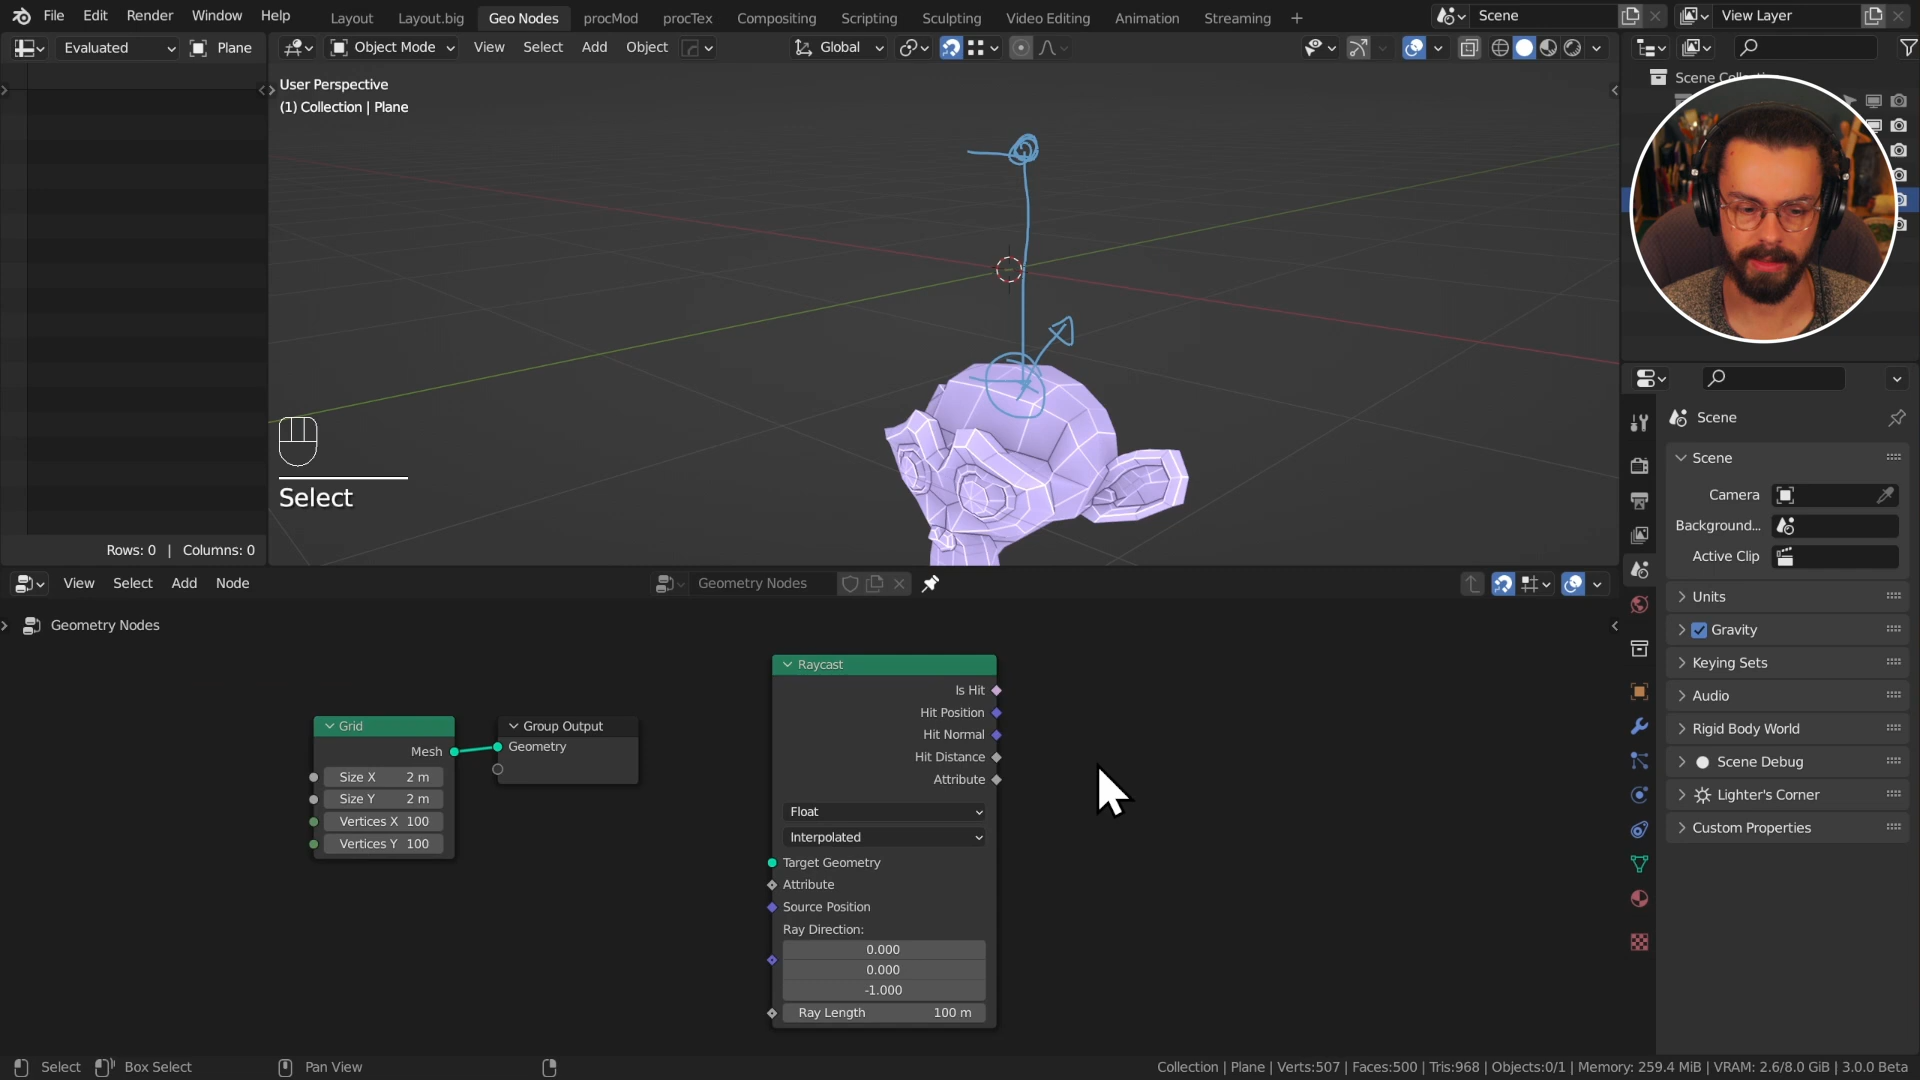 File Edit Render Window Help
Layout Layout.big Geo Nodes procMod procTex Compositing Scripting Sculpting Video Editing Animation Streaming +
Scene
View Layer
Evaluated
Plane
Object Mode View Select Add Object
Global
User Perspective
(1) Collection | Plane
Select
Rows: 0 | Columns: 0
Scene
Scene
Camera
Background...
Active Clip
Units
Gravity
Keying Sets
Audio
Rigid Body World
Scene Debug
Lighter's Corner
Custom Properties
View Select Add Node
Geometry Nodes
Geometry Nodes
Grid
Mesh
Size X 2 m
Size Y 2 m
Vertices X 100
Vertices Y 100
Group Output
Geometry
Raycast
Is Hit
Hit Position
Hit Normal
Hit Distance
Attribute
Float
Interpolated
Target Geometry
Attribute
Source Position
Ray Direction:
0.000
0.000
-1.000
Ray Length 100 m
Select Box Select Pan View
Collection | Plane | Verts:507 | Faces:500 | Tris:968 | Objects:0/1 | Memory: 259.4 MiB | VRAM: 2.6/8.0 GiB | 3.0.0 Beta